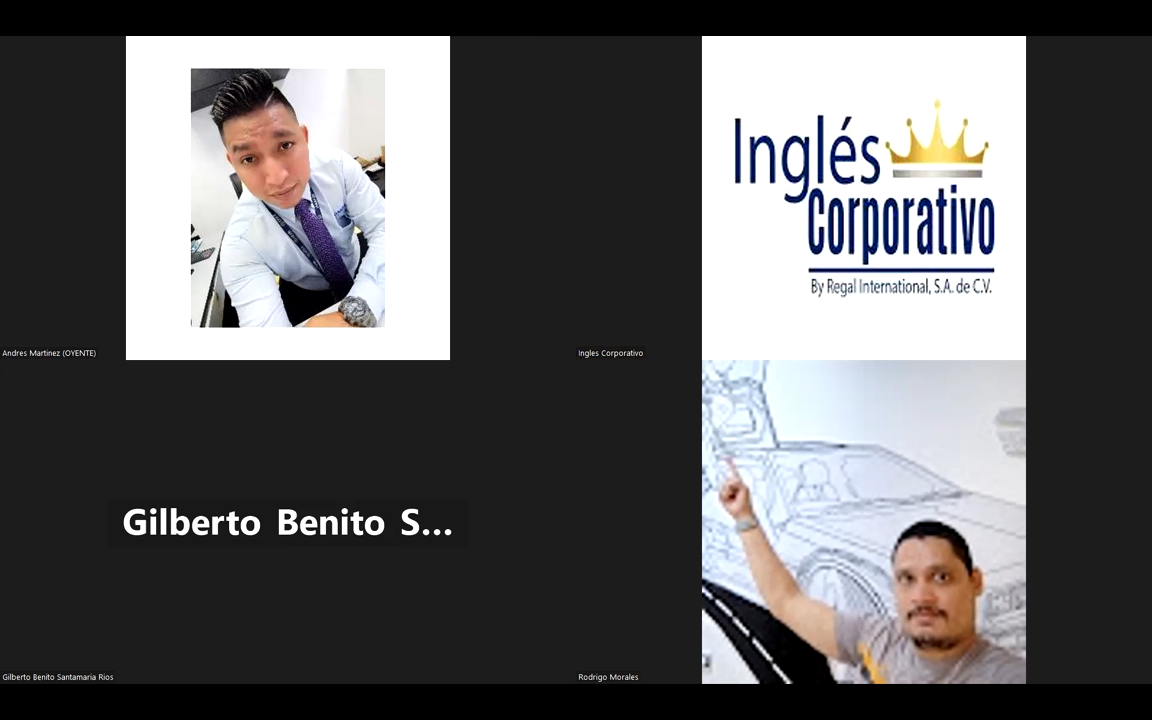 Inglés
Corporativo
By Regal International, S.A. de C.V.
Andres Martinez (OYENTE)
Ingles Corporativo
Gilberto Benito S...
Gilberto Benito Santamaria Rios
Rodrigo Morales